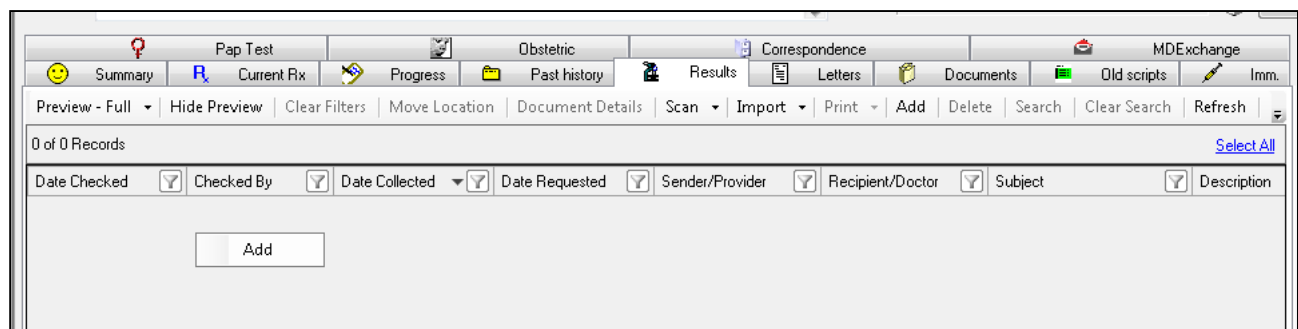 Pap Test Obstetric Correspondence MDExchange
Summary Rx Current Rx Progress Past history Results Letters Documents Old scripts Imm.
Preview - Full Hide Preview Clear Filters Move Location Document Details Scan Import Print Add Delete Search Clear Search Refresh
0 of 0 Records Select All
Date Checked Checked By Date Collected Date Requested Sender/Provider Recipient/Doctor Subject Description
Add